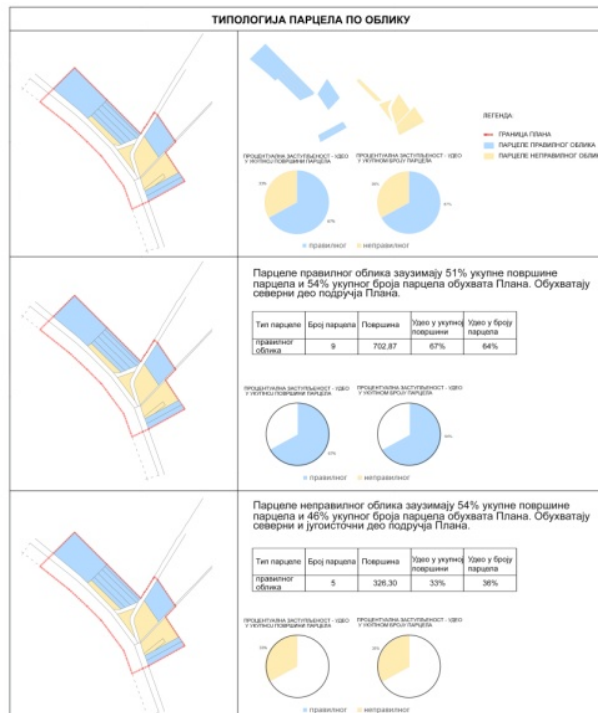 ТИПОЛОГИЈА ПАРЦЕЛА ПО ОБЛИКУ
ЛЕГЕНДА:
ГРАНИЦА ПЛАНА
ПАРЦЕЛЕ ПРАВИЛНОГ ОБЛИКА
ПАРЦЕЛЕ НЕПРАВИЛНОГ ОБЛИКА
ПРОЦЕНТУАЛНА ЗАСТУПЉЕНОСТ - УДЕО
У УКУПНОЈ ПОВРШИНИ ПАРЦЕЛА
ПРОЦЕНТУАЛНА ЗАСТУПЉЕНОСТ - УДЕО
У УКУПНОМ БРОЈУ ПАРЦЕЛА
правилног неправилног
Парцеле правилног облика заузимају 51% укупне површине
парцела и 54% укупног броја парцела обухвата Плана. Обухватају
северни део подручја Плана.
Тип парцеле Број парцела Површина Удео у укупној површини Удео у броју парцела
правилног облика 9 702,87 67% 64%
ПРОЦЕНТУАЛНА ЗАСТУПЉЕНОСТ - УДЕО
У УКУПНОЈ ПОВРШИНИ ПАРЦЕЛА
ПРОЦЕНТУАЛНА ЗАСТУПЉЕНОСТ - УДЕО
У УКУПНОМ БРОЈУ ПАРЦЕЛА
правилног неправилног
Парцеле неправилног облика заузимају 54% укупне површине
парцела и 46% укупног броја парцела обухвата Плана. Обухватају
северни и југоисточни део подручја Плана.
Тип парцеле Број парцела Површина Удео у укупној површини Удео у броју парцела
правилног облика 5 326,30 33% 36%
ПРОЦЕНТУАЛНА ЗАСТУПЉЕНОСТ - УДЕО
У УКУПНОЈ ПОВРШИНИ ПАРЦЕЛА
ПРОЦЕНТУАЛНА ЗАСТУПЉЕНОСТ - УДЕО
У УКУПНОМ БРОЈУ ПАРЦЕЛА
правилног неправилног